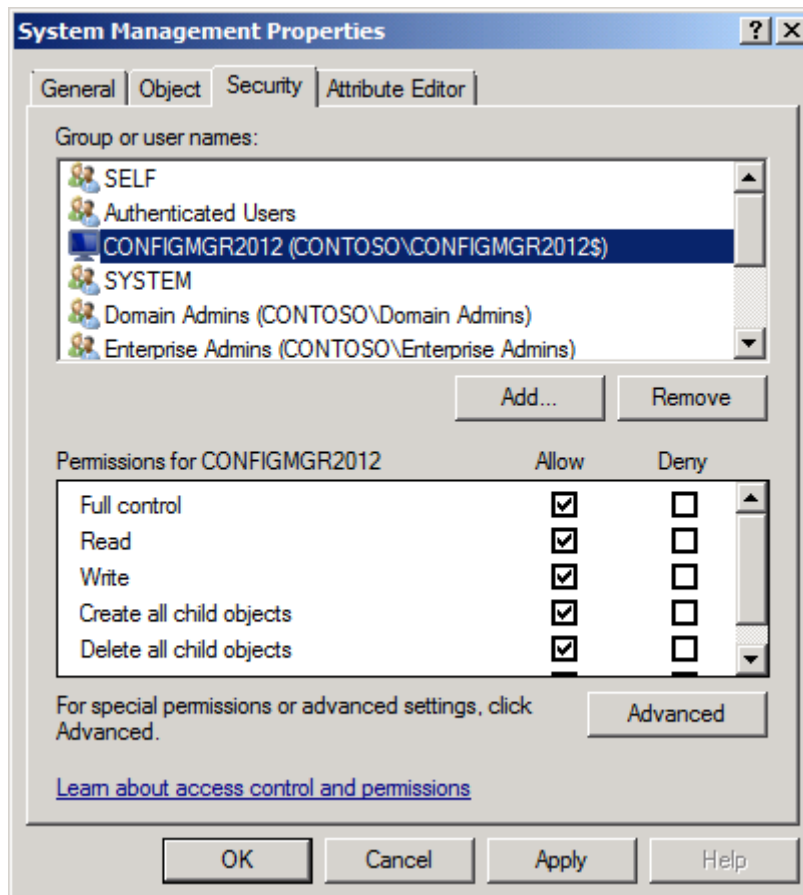 System Management Properties
General Object Security Attribute Editor
Group or user names:
SELF
Authenticated Users
CONFIGMGR2012 (CONTOSO\CONFIGMGR2012$)
SYSTEM
Domain Admins (CONTOSO\Domain Admins)
Enterprise Admins (CONTOSO\Enterprise Admins)
Add... Remove
Permissions for CONFIGMGR2012 Allow Deny
Full control
Read
Write
Create all child objects
Delete all child objects
For special permissions or advanced settings, click
Advanced.
Advanced
Learn about access control and permissions
OK Cancel Apply Help